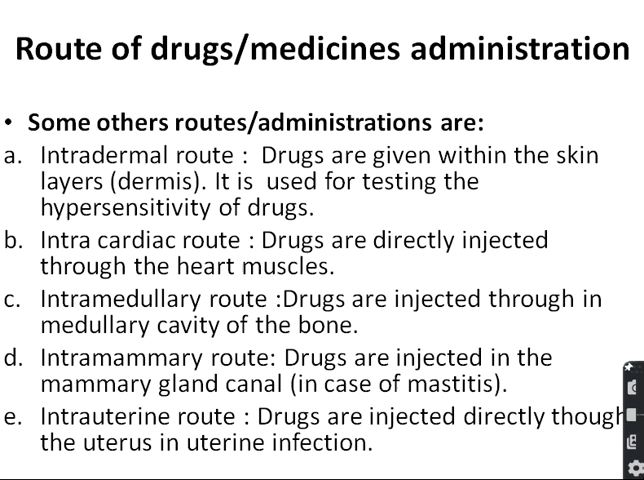 Route of drugs/medicines administration
• Some others routes/administrations are:
a. Intradermal route : Drugs are given within the skin
layers (dermis). It is used for testing the
hypersensitivity of drugs.
b. Intra cardiac route : Drugs are directly injected
through the heart muscles.
c. Intramedullary route :Drugs are injected through in
medullary cavity of the bone.
d. Intramammary route: Drugs are injected in the
mammary gland canal (in case of mastitis).
e. Intrauterine route : Drugs are injected directly though
the uterus in uterine infection.